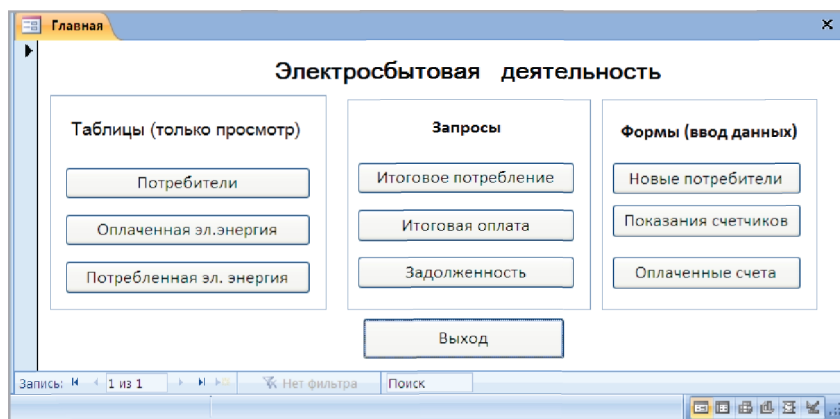 Главная
Электросбытовая деятельность
Таблицы (только просмотр)
Потребители
Оплаченная эл.энергия
Потребленная эл. энергия
Запросы
Итоговое потребление
Итоговая оплата
Задолженность
Формы (ввод данных)
Новые потребители
Показания счетчиков
Оплаченные счета
Выход
Запись: 1 из 1 Нет фильтра Поиск